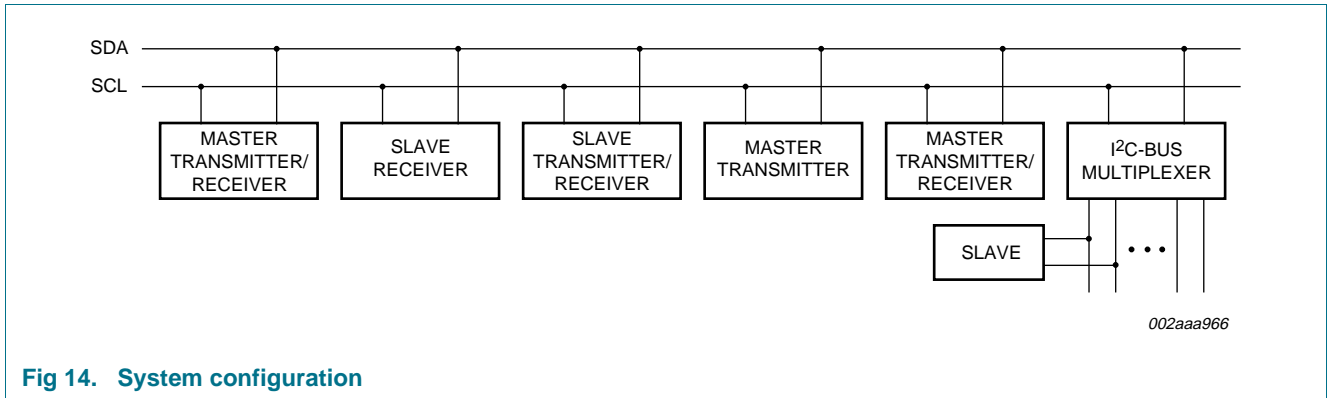 SDA
SCL
MASTER
TRANSMITTER/
RECEIVER
SLAVE
RECEIVER
SLAVE
TRANSMITTER/
RECEIVER
MASTER
TRANSMITTER
MASTER
TRANSMITTER/
RECEIVER
I²C-BUS
MULTIPLEXER
SLAVE
002aaa966
Fig 14. System configuration